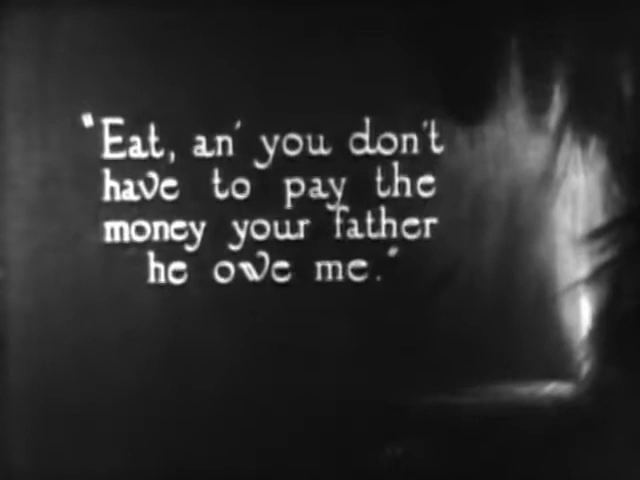 "Eat, an' you don't
have to pay the
money your father
he owe me."